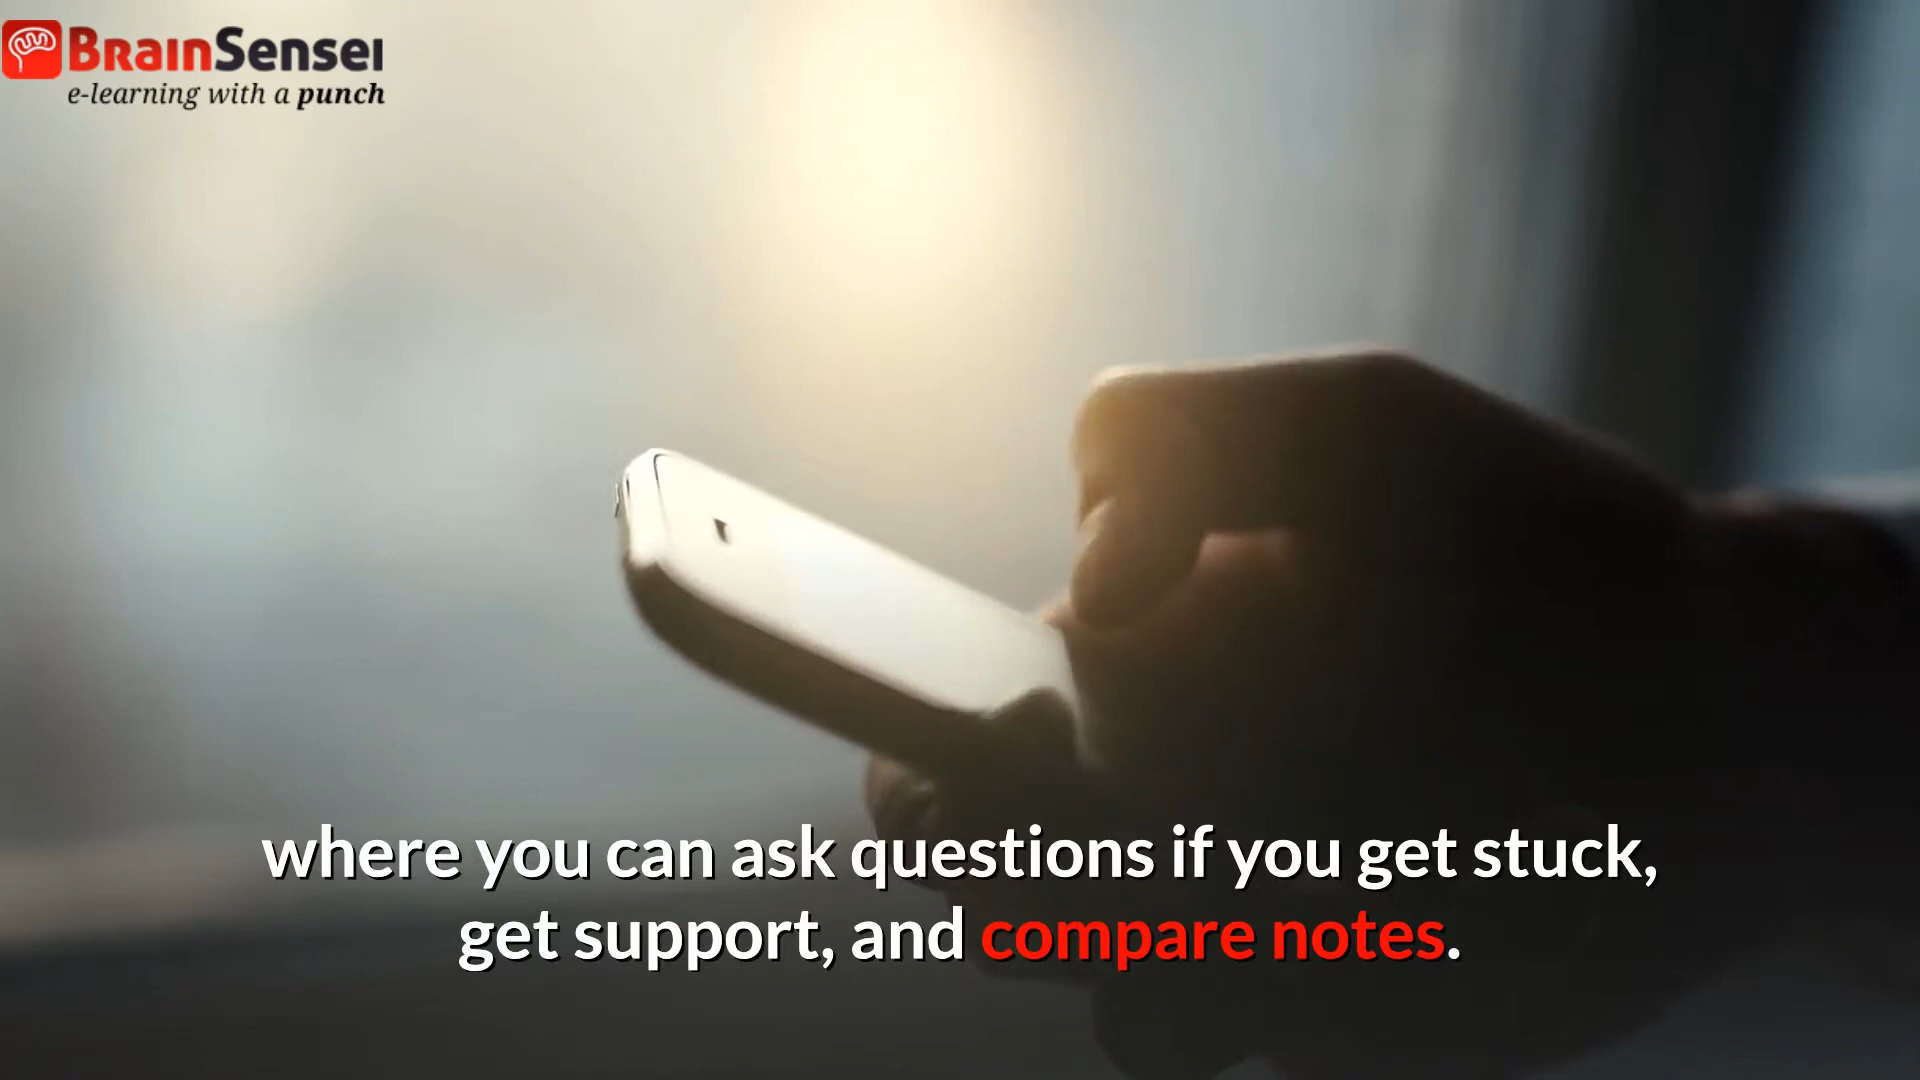 BrainSensei
e-learning with a punch
where you can ask questions if you get stuck,
get support, and compare notes.